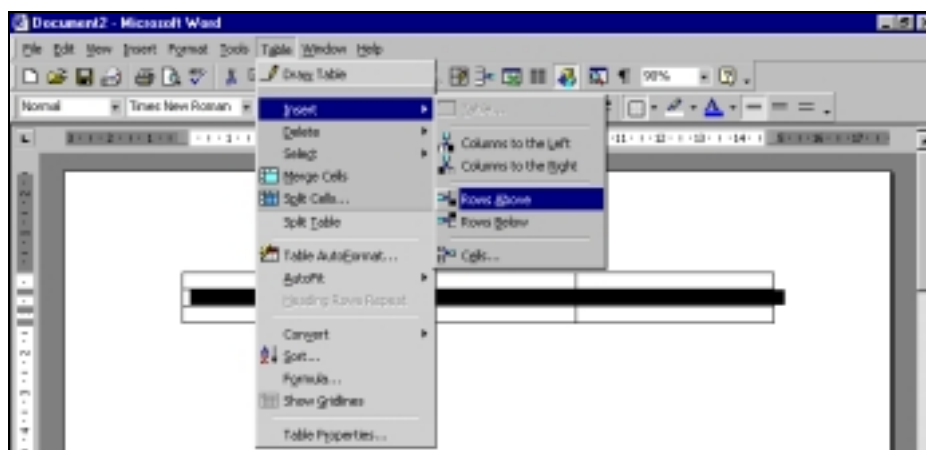 Document2 - Microsoft Word
File Edit View Insert Format Tools Table Window Help
90%
Normal Times New Roman
Draw Table
Insert
Delete
Select
Merge Cells
Split Cells...
Split Table
Table AutoFormat...
AutoFit
Heading Rows Repeat
Convert
Sort...
Formula...
Show Gridlines
Table Properties...
Table...
Columns to the Left
Columns to the Right
Rows Above
Rows Below
Cells...